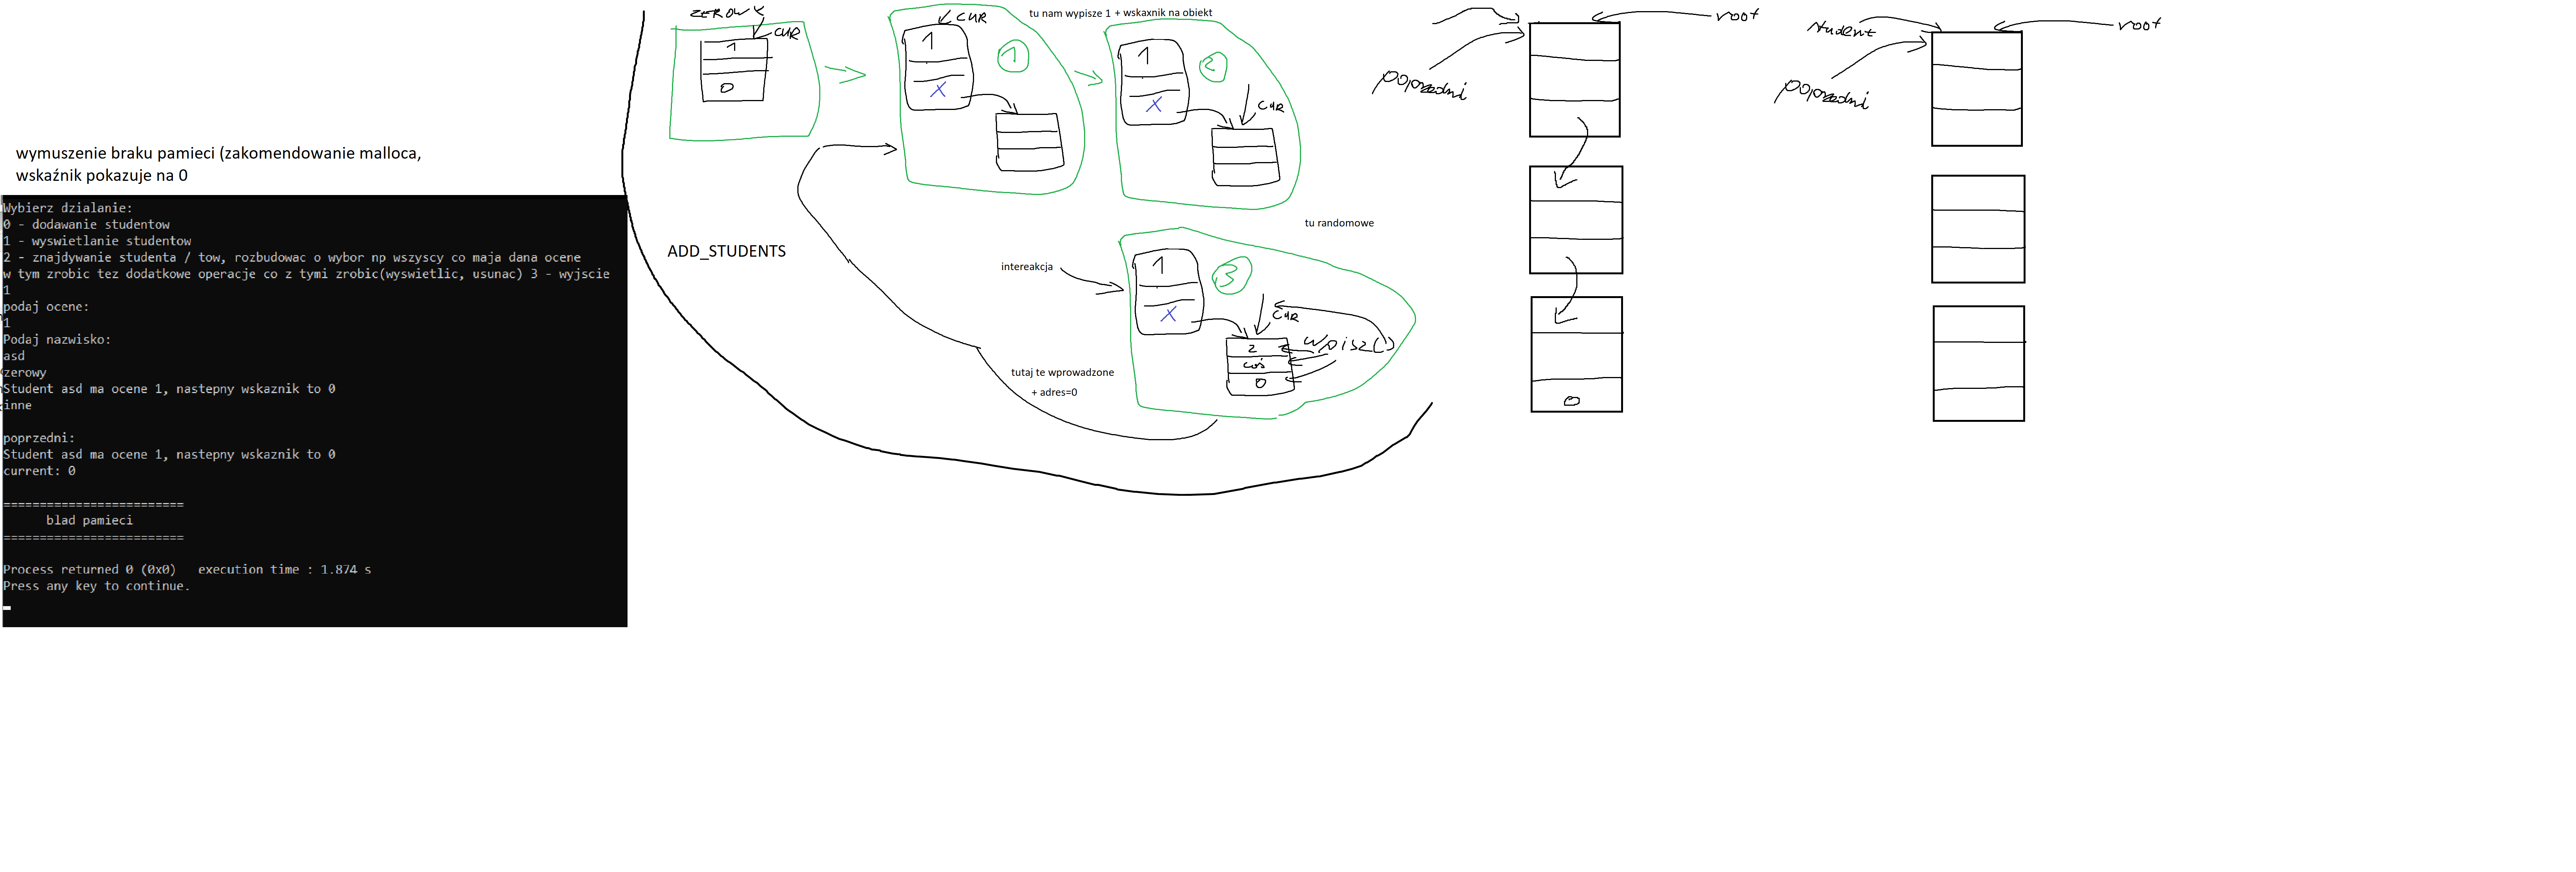 wymuszenie braku pamieci (zakomendowanie malloca,
wskaźnik pokazuje na 0
Wybierz dzialanie:
0 - dodawanie studentow
1 - wyswietlanie studentow
2 - znajdywanie studenta / tow, rozbudowac o wybor np wszyscy co maja dana ocene
w tym zrobic tez dodatkowe operacje co z tymi zrobic(wyswietlic, usunac) 3 - wyjscie
1
podaj ocene:
1
Podaj nazwisko:
asd
zerowy
Student asd ma ocene 1, nastepny wskaznik to 0
inne
poprzedni:
Student asd ma ocene 1, nastepny wskaznik to 0
current: 0
=========================
blad pamieci
=========================
Process returned 0 (0x0)   execution time : 1.874 s
Press any key to continue.
ZEROWY
CUR
1
0
ADD_STUDENTS
CUR
1
X
1
tu nam wypisze 1 + wskaxnik na obiekt
1
X
2
CUR
tu randomowe
intereakcja
1
X
3
CUR
2
coś
0
Wpisz()
tutaj te wprowadzone
+ adres=0
root
poprzedni
0
student
root
poprzedni